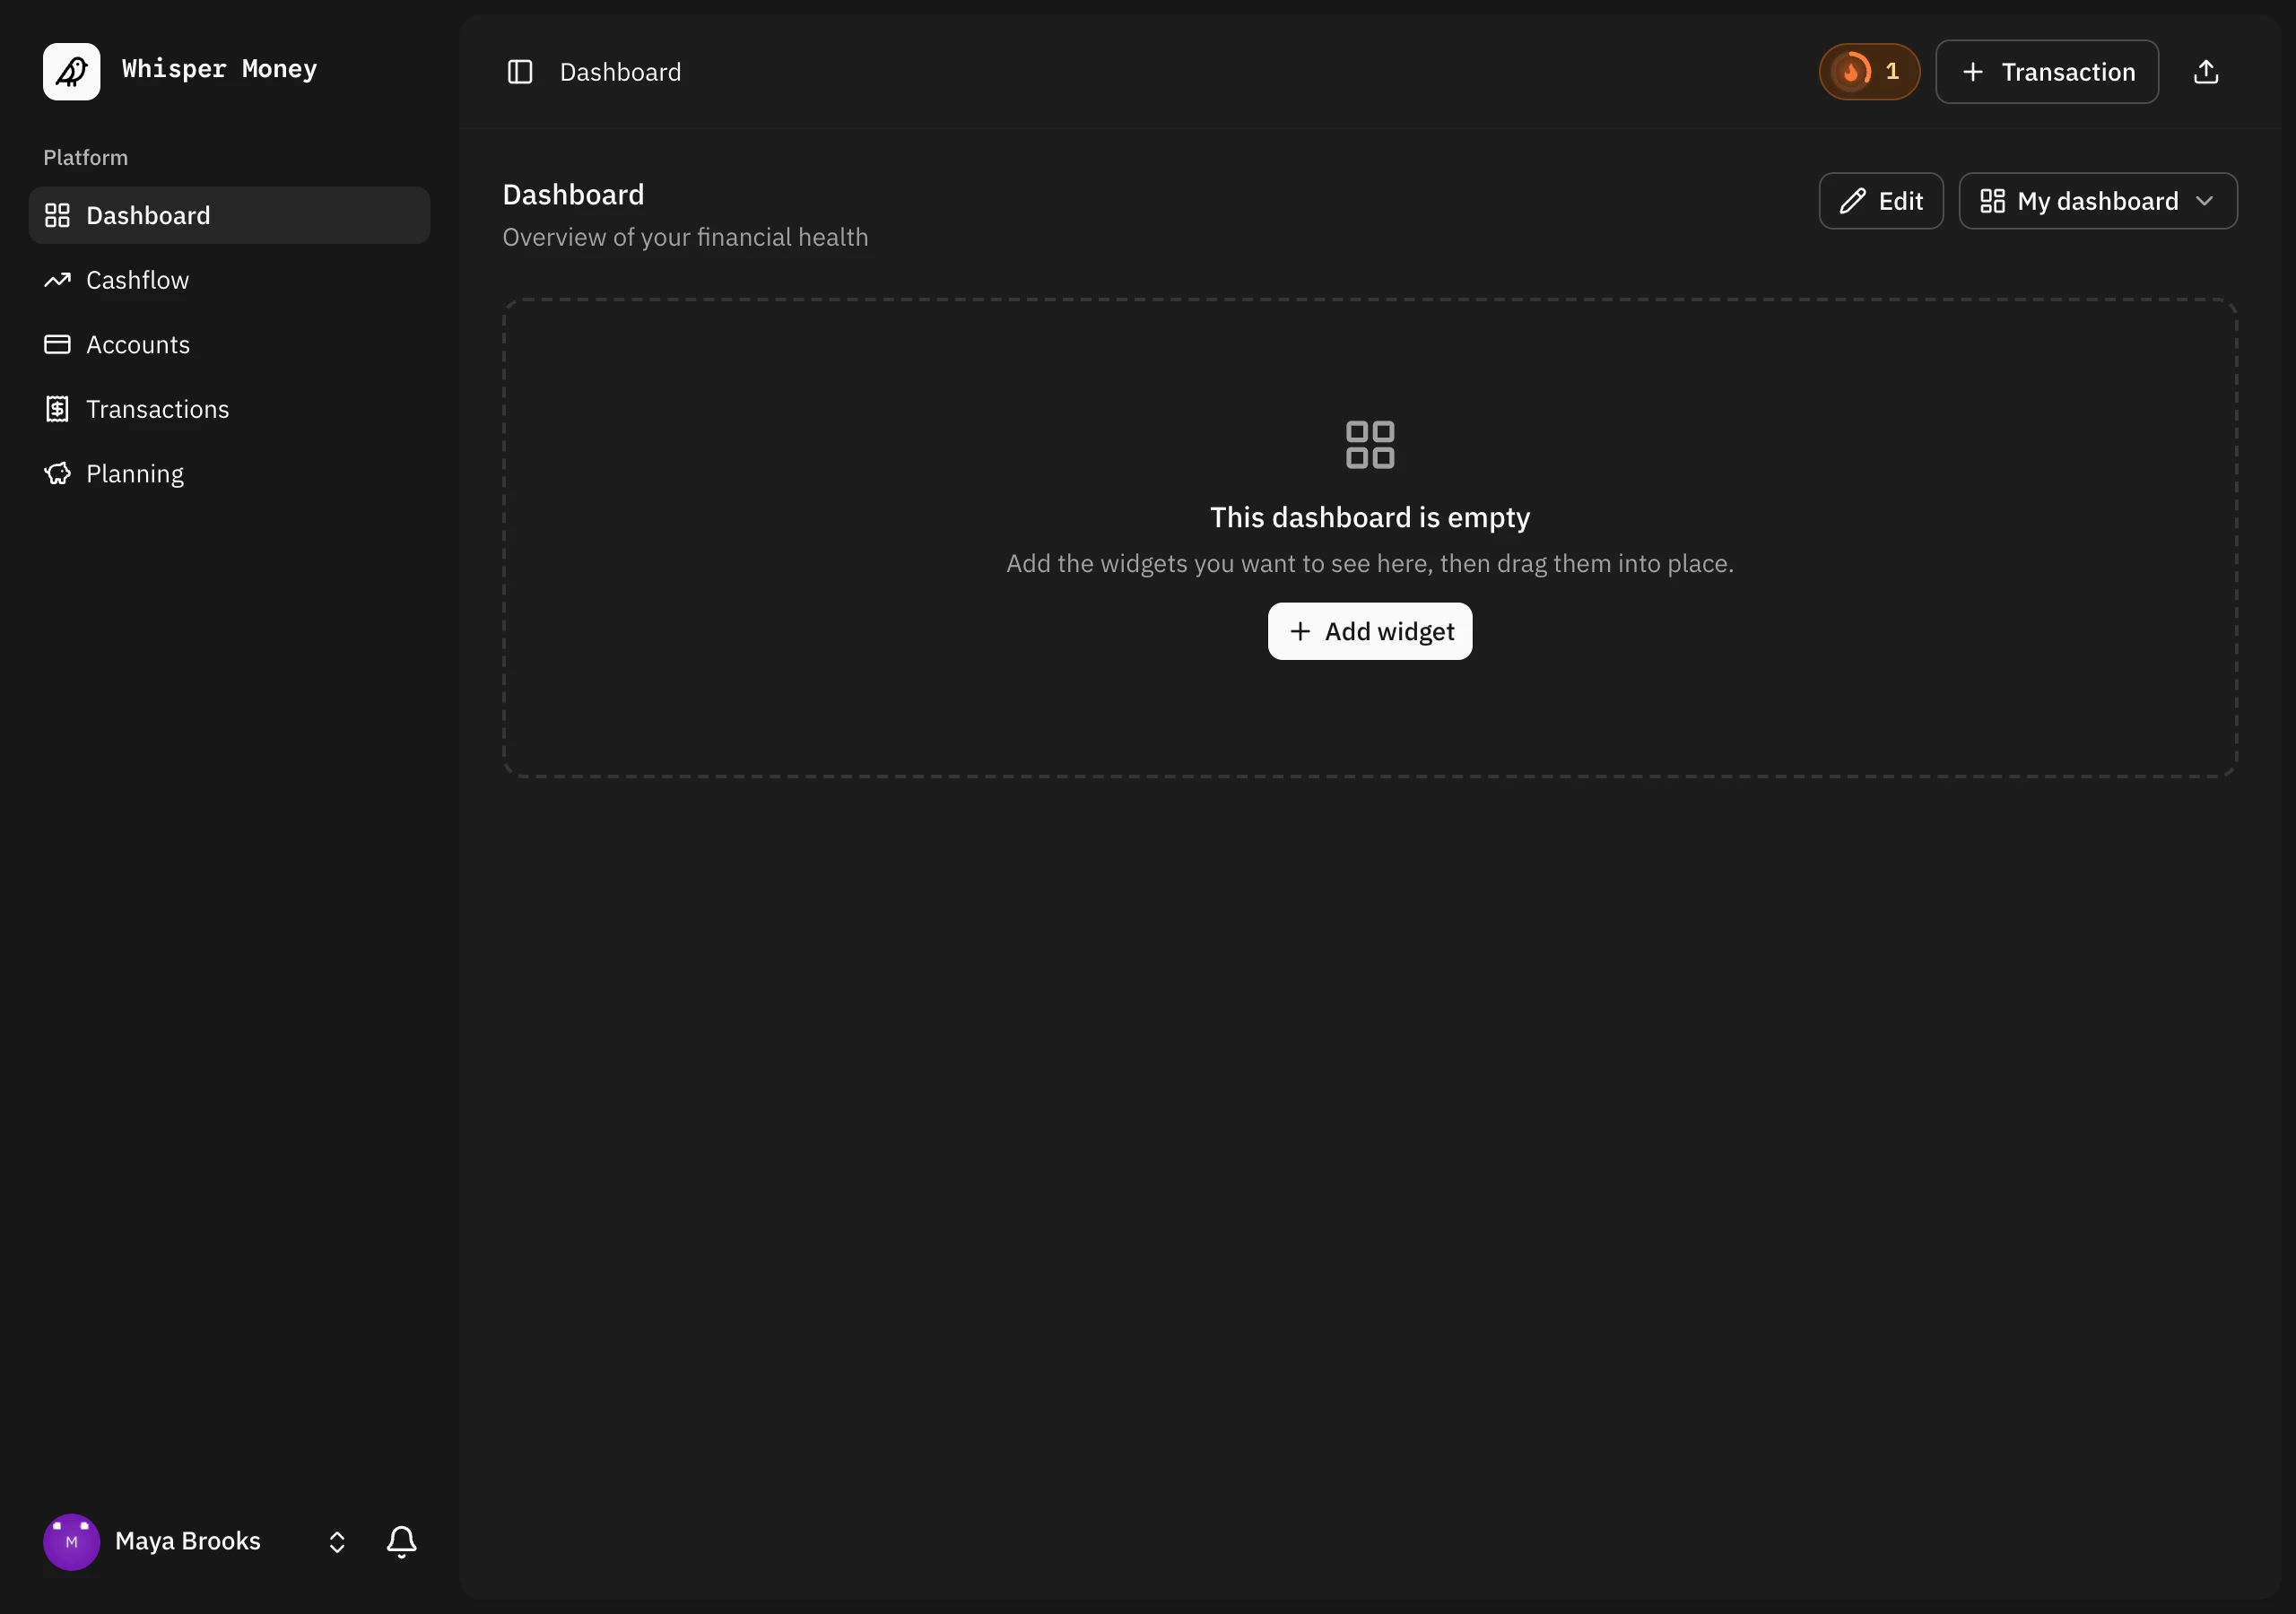 Whisper Money
Platform
Dashboard
Cashflow
Accounts
Transactions
Planning
Maya Brooks
M
Dashboard
1
Transaction
Dashboard
Overview of your financial health
Edit
My dashboard
This dashboard is empty
Add the widgets you want to see here, then drag them into place.
Add widget